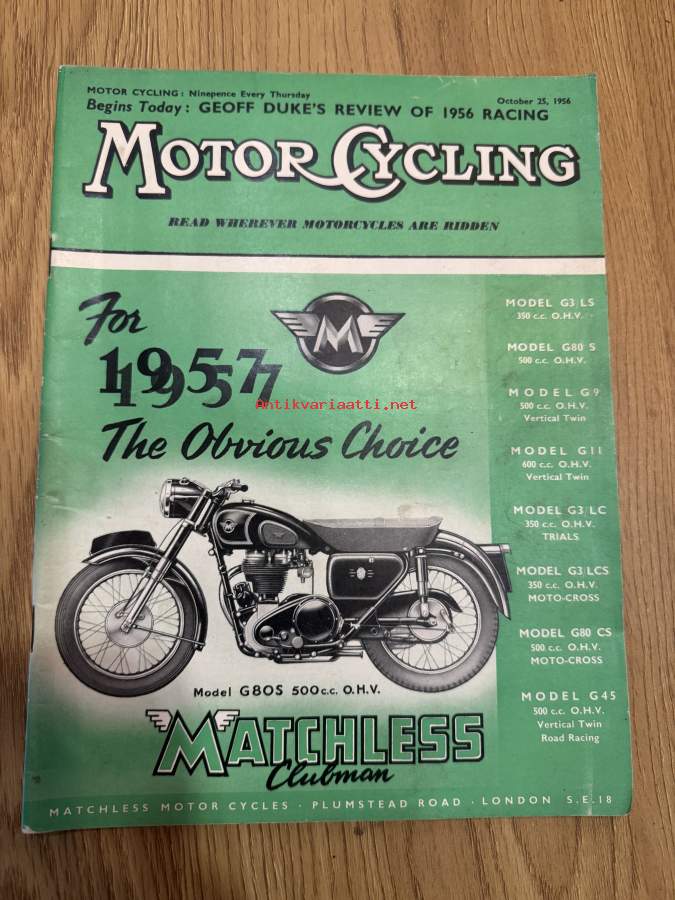 MOTOR CYCLING: Ninepence Every Thursday
October 25, 1956
Begins Today: GEOFF DUKE'S REVIEW OF 1956 RACING
MOTOR CYCLING
READ WHEREVER MOTORCYCLES ARE RIDDEN
For
1957
M
The Obvious Choice
Antikvariaatti.net
MODEL G3/LS
350 c.c. O.H.V.
MODEL G80 S
500 c.c. O.H.V.
MODEL G9
500 c.c. O.H.V.
Vertical Twin
MODEL G11
600 c.c. O.H.V.
Vertical Twin
MODEL G3/LC
350 c.c. O.H.V.
TRIALS
MODEL G3/LCS
350 c.c. O.H.V.
MOTO-CROSS
MODEL G80 CS
500 c.c. O.H.V.
MOTO-CROSS
MODEL G45
500 c.c. O.H.V.
Vertical Twin
Road Racing
M
Model G80S 500c.c. O.H.V.
MATCHLESS
Clubman
MATCHLESS MOTOR CYCLES · PLUMSTEAD ROAD · LONDON S.E.18